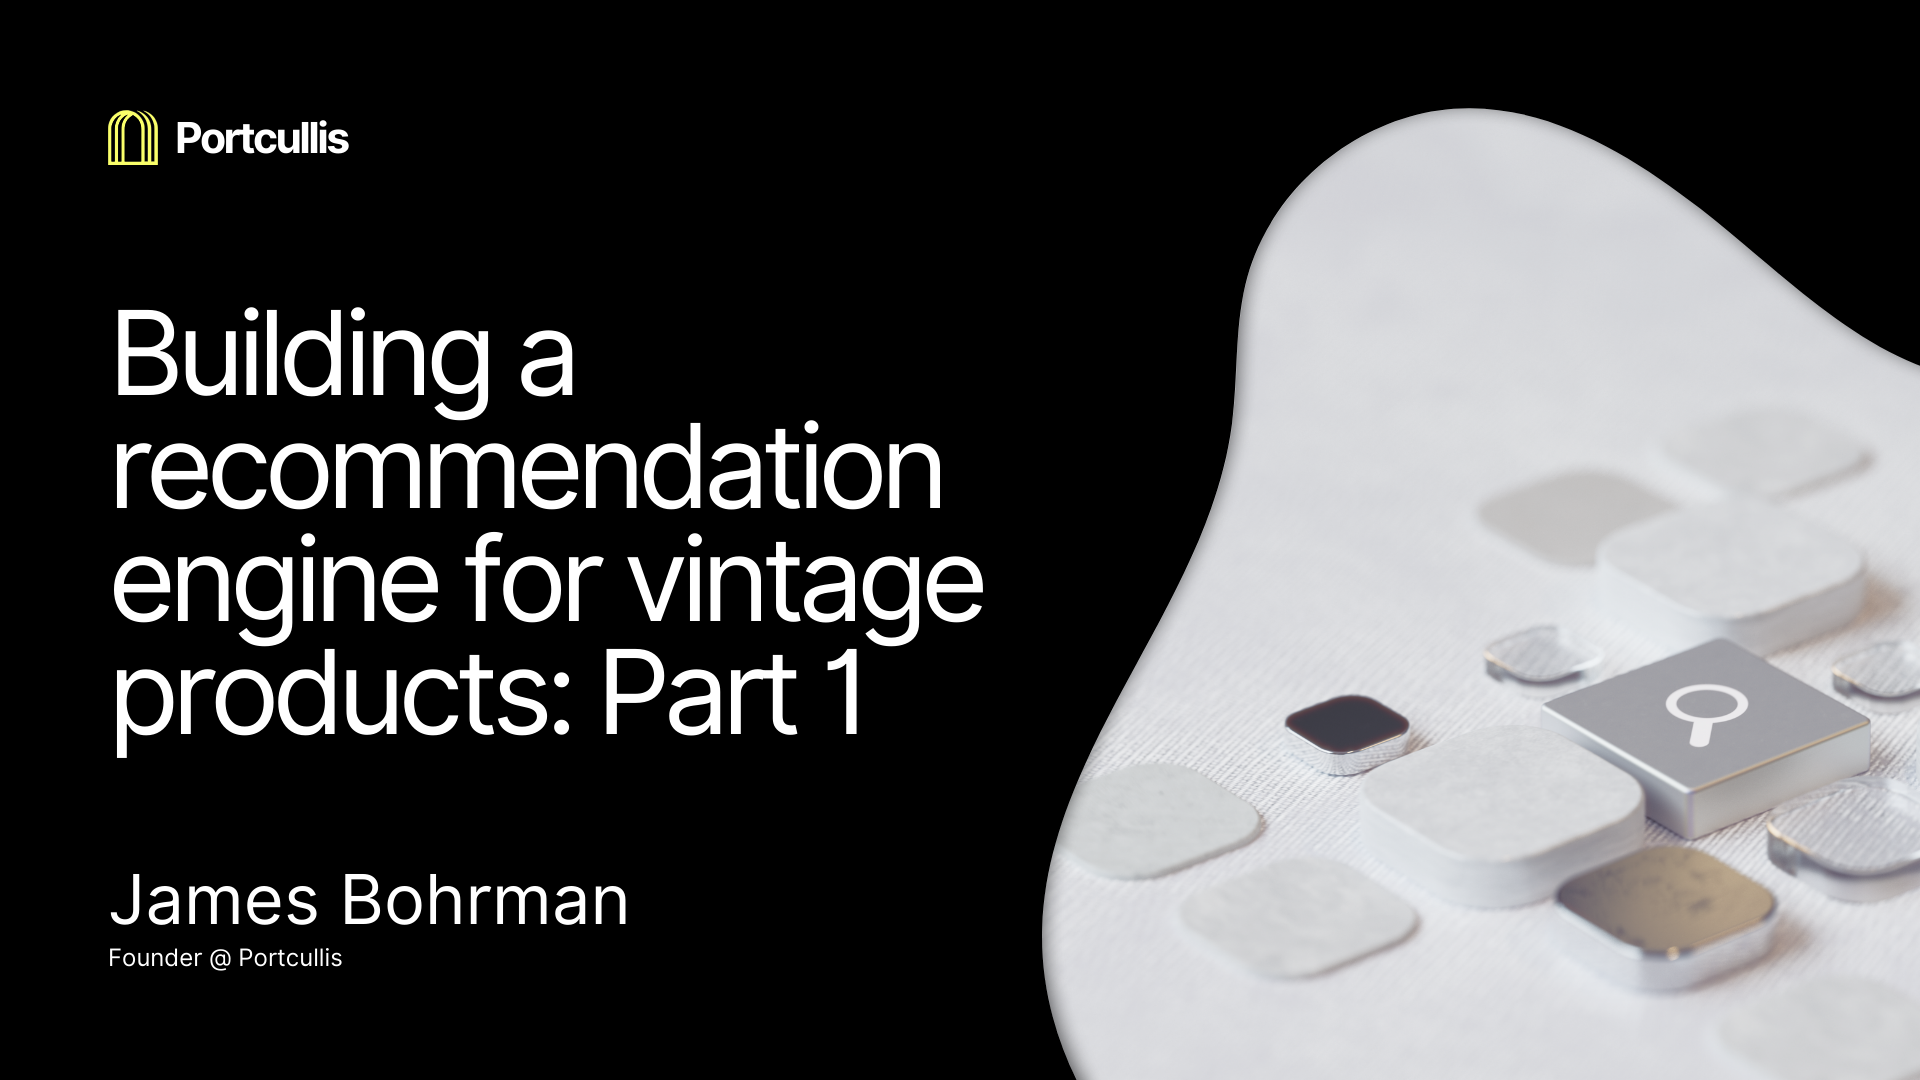 Portcullis
Building a
recommendation
engine for vintage
products: Part 1
James Bohrman
Founder @ Portcullis